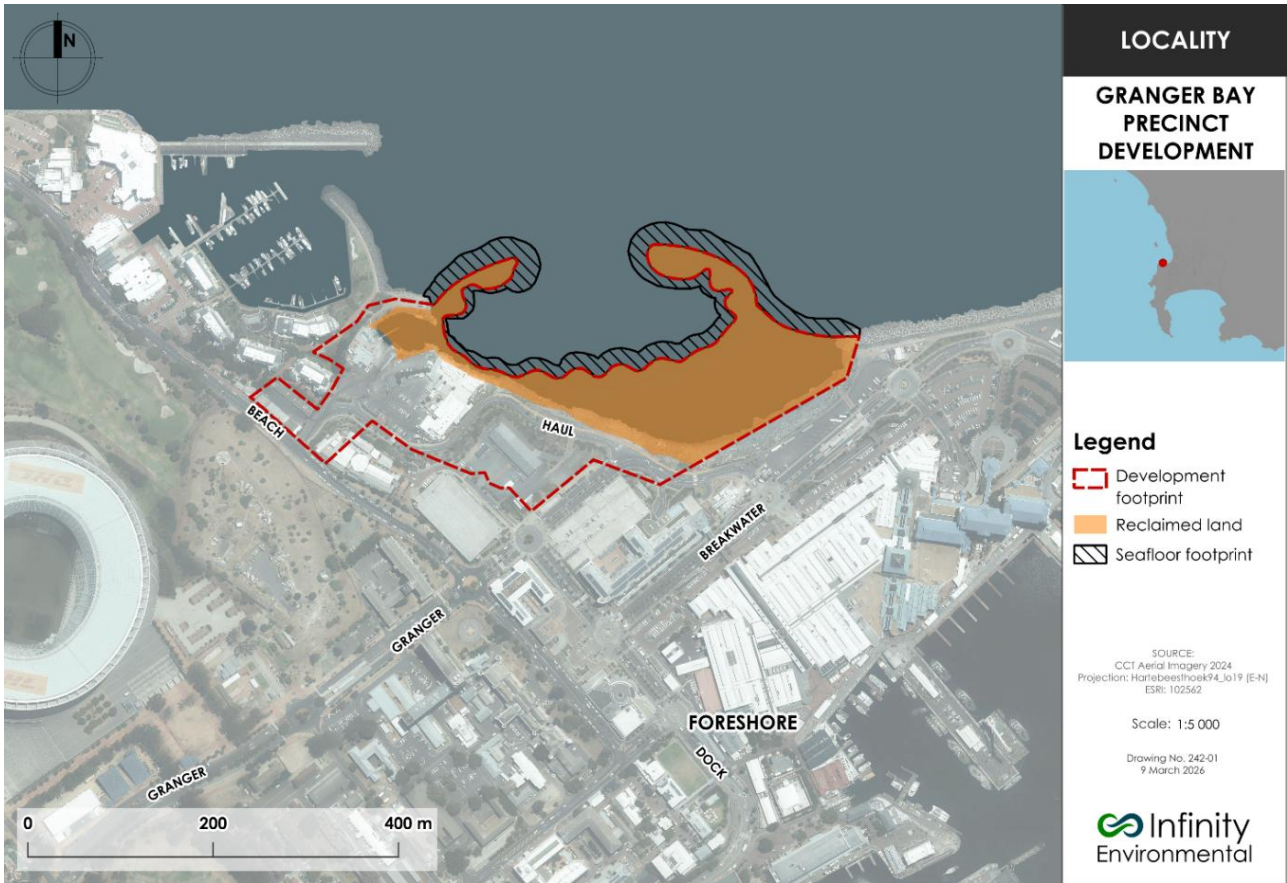 N
BEACH
HAUL
BREAKWATER
GRANGER
FORESHORE
DOCK
GRANGER
0 200 400 m
LOCALITY
GRANGER BAY
PRECINCT
DEVELOPMENT
Legend
Development
footprint
Reclaimed land
Seafloor footprint
SOURCE:
CCT Aerial Imagery 2024
Projection: Hartebeesthoek94_lo19 (E-N)
ESRI: 102562
Scale: 1:5 000
Drawing No. 242-01
9 March 2026
Infinity
Environmental